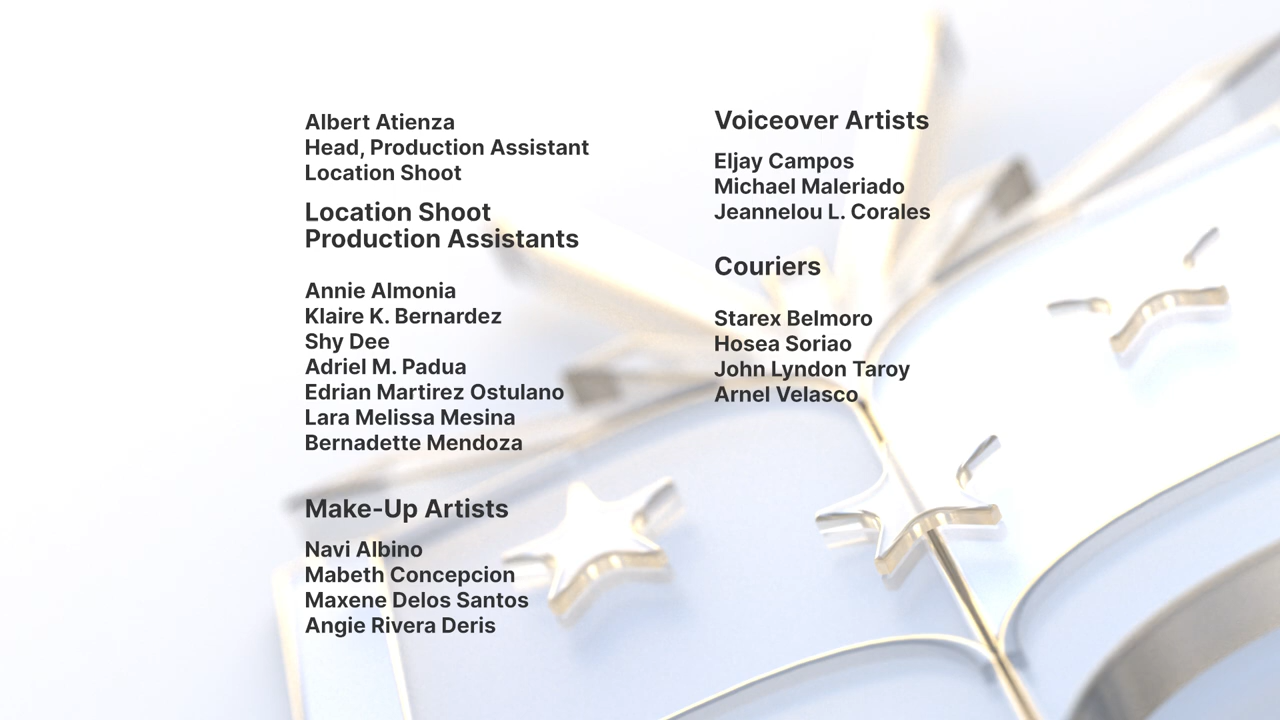 Albert Atienza
Head, Production Assistant
Location Shoot
Location Shoot
Production Assistants
Annie Almonia
Klaire K. Bernardez
Shy Dee
Adriel M. Padua
Edrian Martirez Ostulano
Lara Melissa Mesina
Bernadette Mendoza
Make-Up Artists
Navi Albino
Mabeth Concepcion
Maxene Delos Santos
Angie Rivera Deris
Voiceover Artists
Eljay Campos
Michael Maleriado
Jeannelou L. Corales
Couriers
Starex Belmoro
Hosea Soriao
John Lyndon Taroy
Arnel Velasco